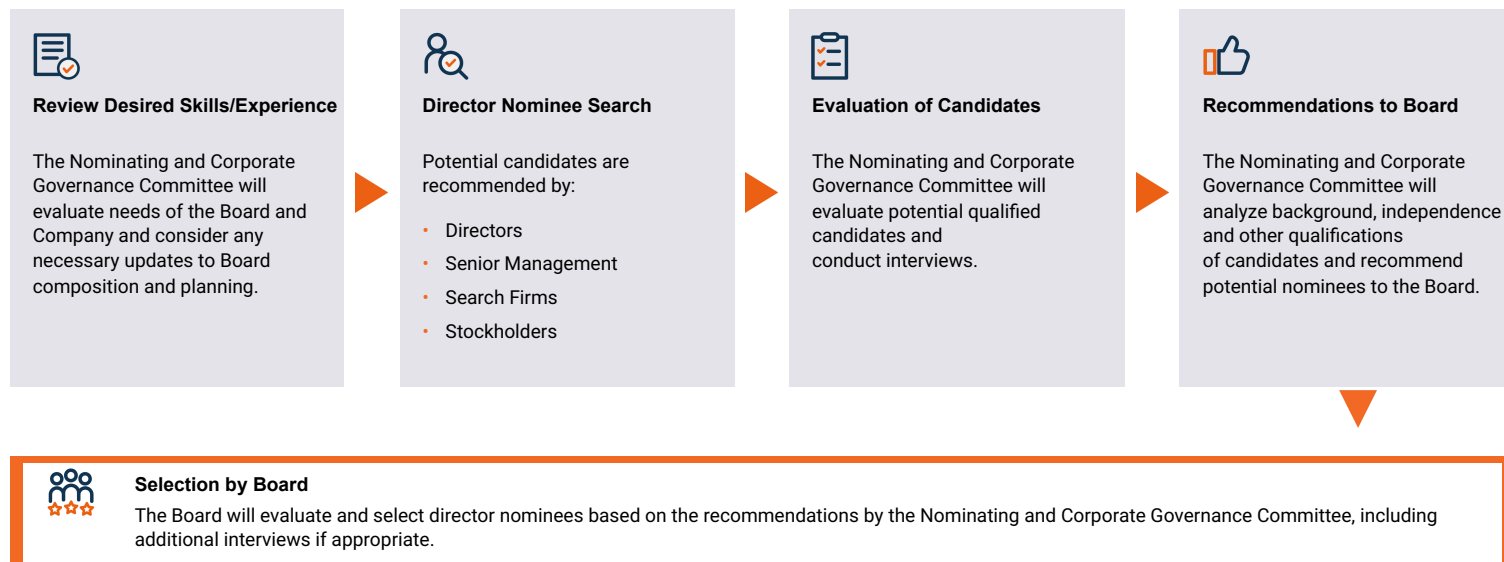 Review Desired Skills/Experience
The Nominating and Corporate
Governance Committee will
evaluate needs of the Board and
Company and consider any
necessary updates to Board
composition and planning.
Director Nominee Search
Potential candidates are
recommended by:
• Directors
• Senior Management
• Search Firms
• Stockholders
Evaluation of Candidates
The Nominating and Corporate
Governance Committee will
evaluate potential qualified
candidates and
conduct interviews.
Recommendations to Board
The Nominating and Corporate
Governance Committee will
analyze background, independence
and other qualifications
of candidates and recommend
potential nominees to the Board.
Selection by Board
The Board will evaluate and select director nominees based on the recommendations by the Nominating and Corporate Governance Committee, including
additional interviews if appropriate.